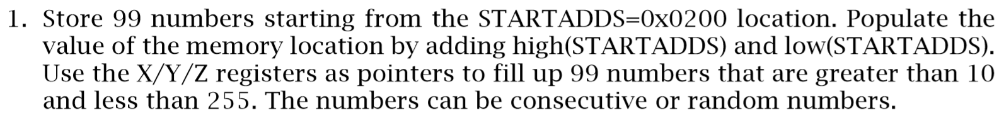 1. Store 99 numbers starting from the STARTADDS=0x0200 location. Populate the
value of the memory location by adding high(STARTADDS) and low(STARTADDS).
Use the X/Y/Z registers as pointers to fill up 99 numbers that are greater than 10
and less than 255. The numbers can be consecutive or random numbers.